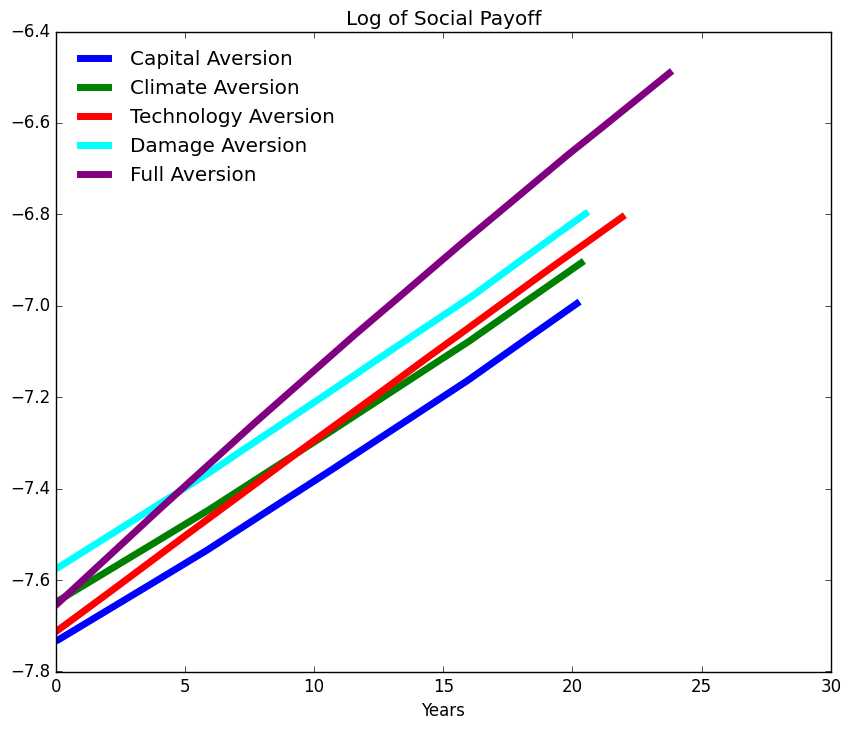 Log of Social Payoff
−6.4
−6.6
−6.8
−7.0
−7.2
−7.4
−7.6
−7.8
Capital Aversion
Climate Aversion
Technology Aversion
Damage Aversion
Full Aversion
0 5 10 15 20 25 30
Years